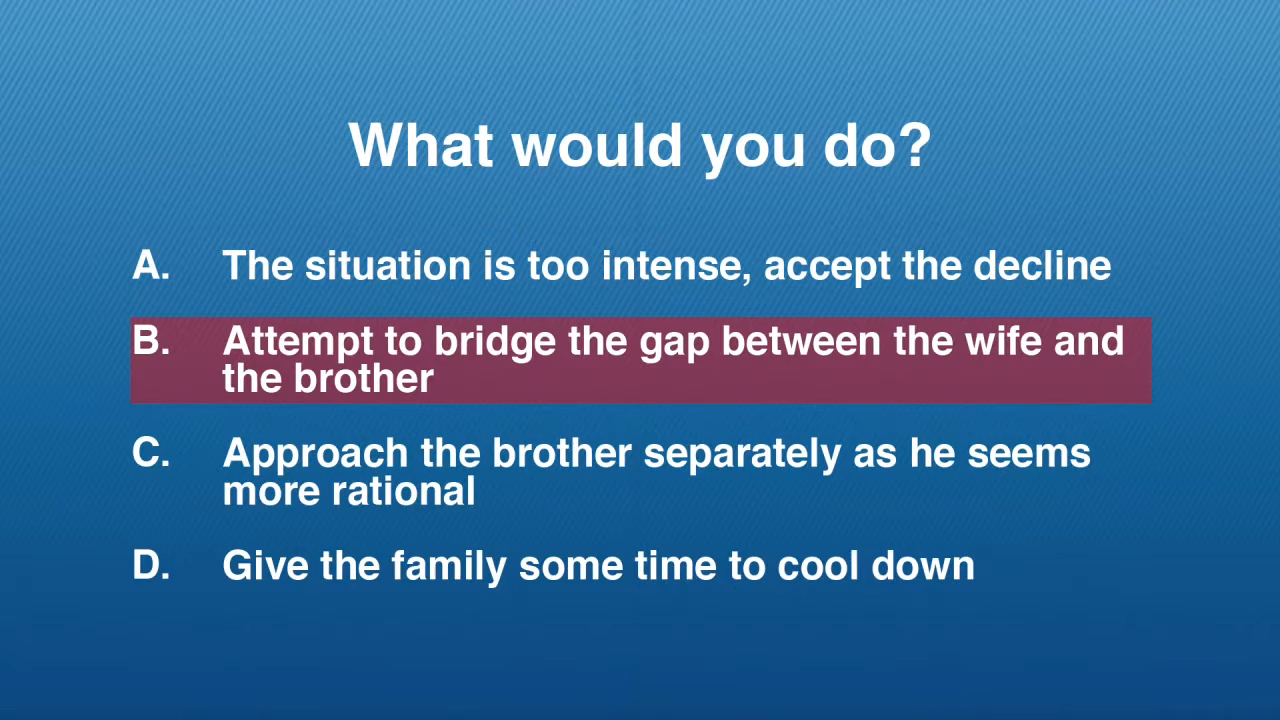 What would you do?
A. The situation is too intense, accept the decline
B. Attempt to bridge the gap between the wife and
the brother
C. Approach the brother separately as he seems
more rational
D. Give the family some time to cool down